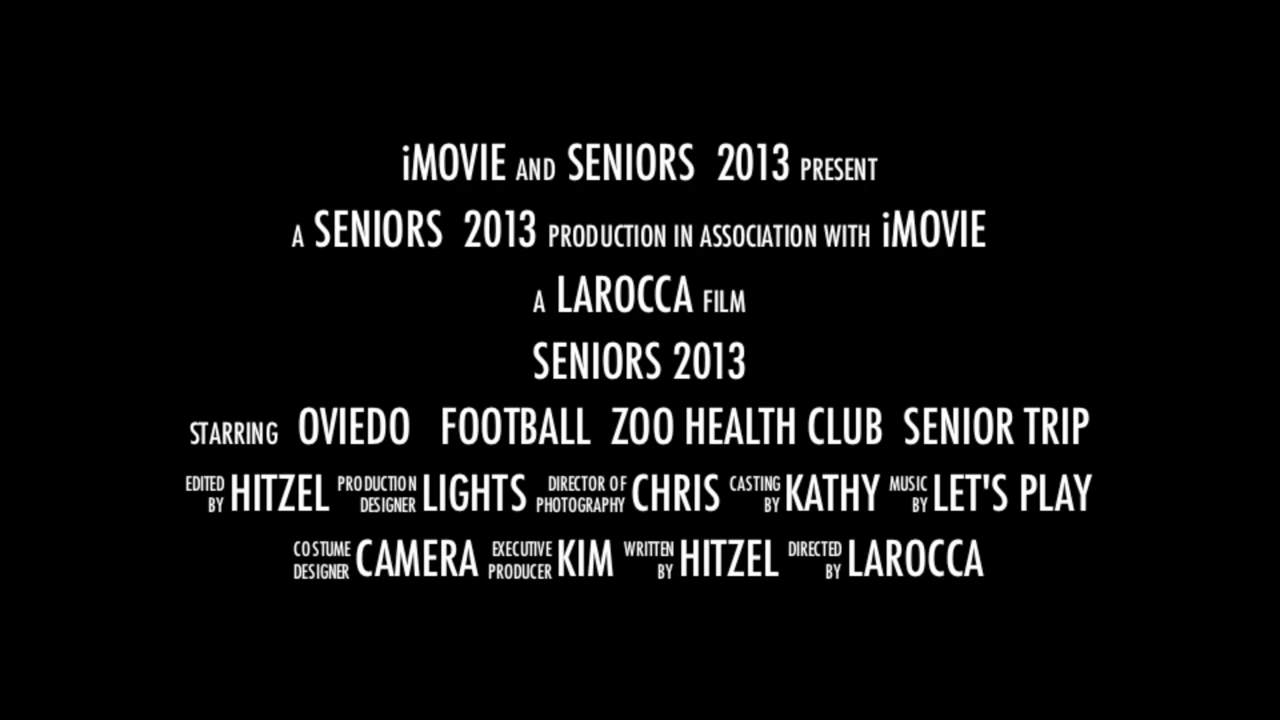 iMOVIE AND SENIORS 2013 PRESENT
A SENIORS 2013 PRODUCTION IN ASSOCIATION WITH iMOVIE
A LAROCCA FILM
SENIORS 2013
STARRING OVIEDO FOOTBALL ZOO HEALTH CLUB SENIOR TRIP
EDITED BY HITZEL PRODUCTION DESIGNER LIGHTS DIRECTOR OF PHOTOGRAPHY CHRIS CASTING BY KATHY MUSIC BY LET'S PLAY
COSTUME DESIGNER CAMERA EXECUTIVE PRODUCER KIM WRITTEN BY HITZEL DIRECTED BY LAROCCA